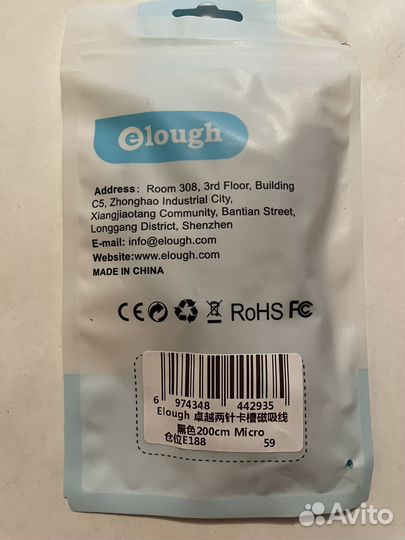 elough
Address: Room 308, 3rd Floor, Building
C5, Zhonghao Industrial City,
Xiangjiaotang Community, Bantian Street,
Longgang District, Shenzhen
E-mail: info@elough.com
Website:www.elough.com
MADE IN CHINA
CE RoHS FC
6 974348 442935
Elough 卓越两针卡槽磁吸线
黑色200cm Micro
仓位E188 59
Avito